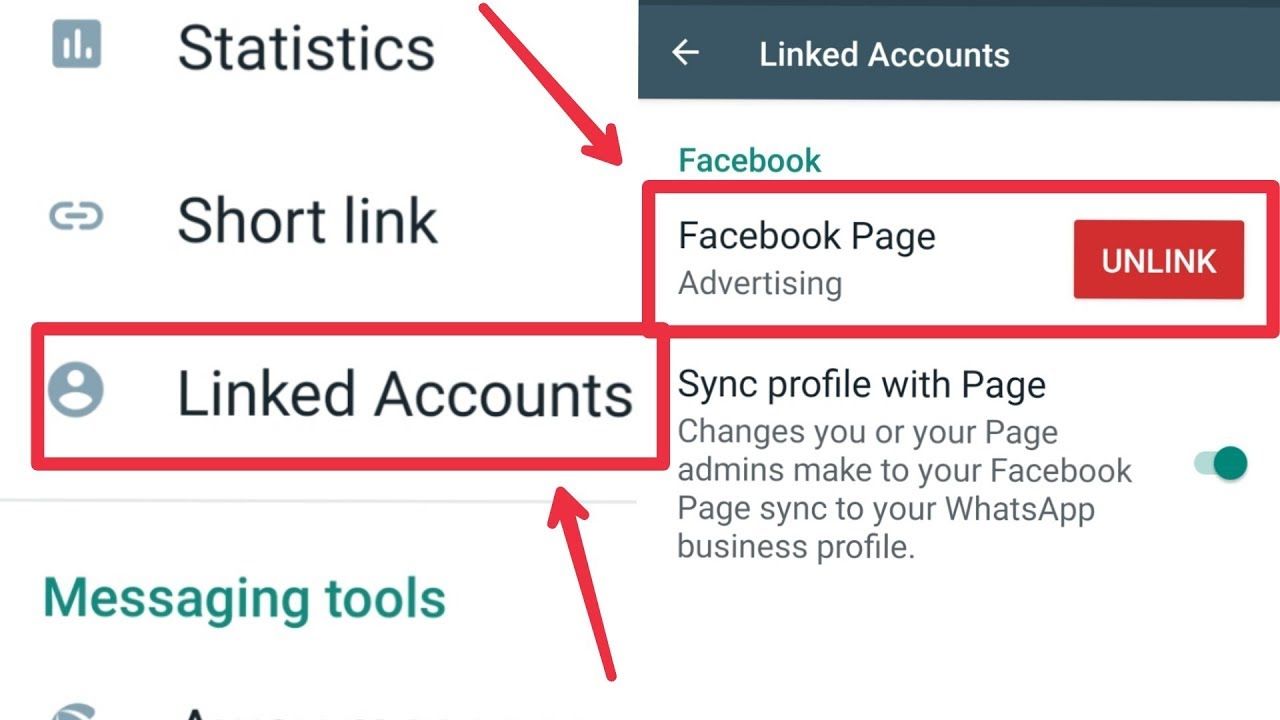 Statistics
Short link
Linked Accounts
Messaging tools
Linked Accounts
Facebook
Facebook Page
Advertising
UNLINK
Sync profile with Page
Changes you or your Page
admins make to your Facebook
Page sync to your WhatsApp
business profile.